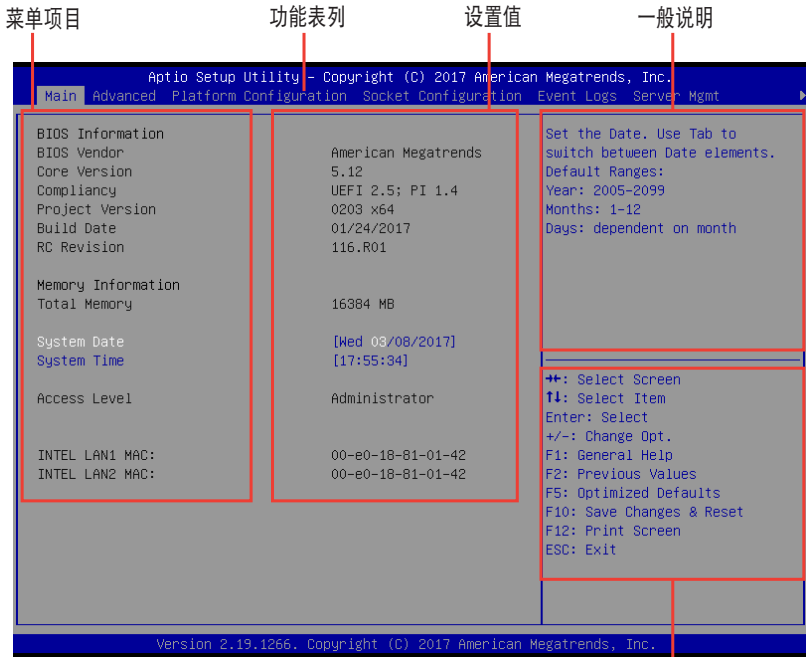 菜单项目 功能表列 设置值 一般说明
Aptio Setup Utility – Copyright (C) 2017 American Megatrends, Inc.
Main Advanced Platform Configuration Socket Configuration Event Logs Server Mgmt
BIOS Information
BIOS Vendor American Megatrends
Core Version 5.12
Compliancy UEFI 2.5; PI 1.4
Project Version 0203 x64
Build Date 01/24/2017
RC Revision 116.R01
Memory Information
Total Memory 16384 MB
System Date [Wed 03/08/2017]
System Time [17:55:34]
Access Level Administrator
INTEL LAN1 MAC: 00-e0-18-81-01-42
INTEL LAN2 MAC: 00-e0-18-81-01-42
Set the Date. Use Tab to
switch between Date elements.
Default Ranges:
Year: 2005-2099
Months: 1-12
Days: dependent on month
→←: Select Screen
↑↓: Select Item
Enter: Select
+/-: Change Opt.
F1: General Help
F2: Previous Values
F5: Optimized Defaults
F10: Save Changes & Reset
F12: Print Screen
ESC: Exit
Version 2.19.1266. Copyright (C) 2017 American Megatrends, Inc.